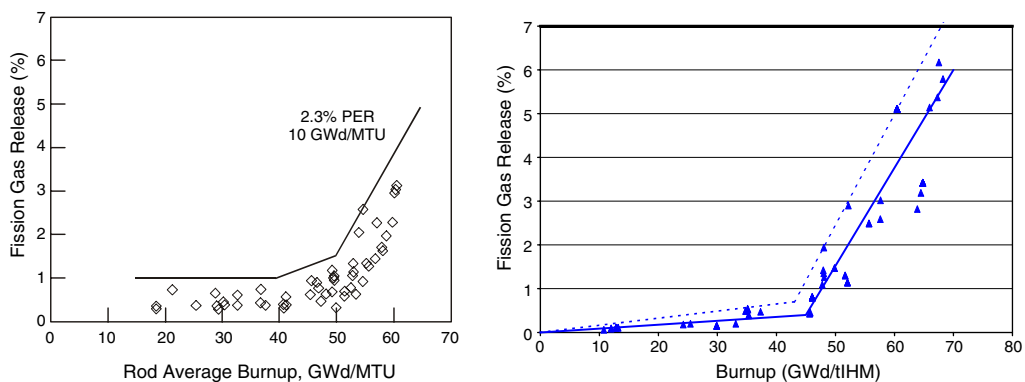 7
6
5
4
3
2
1
0
Fission Gas Release (%)
2.3% PER
10 GWd/MTU
0 10 20 30 40 50 60 70
Rod Average Burnup, GWd/MTU
7
6
5
4
3
2
1
0
Fission Gas Release (%)
0 10 20 30 40 50 60 70 80
Burnup (GWd/tIHM)